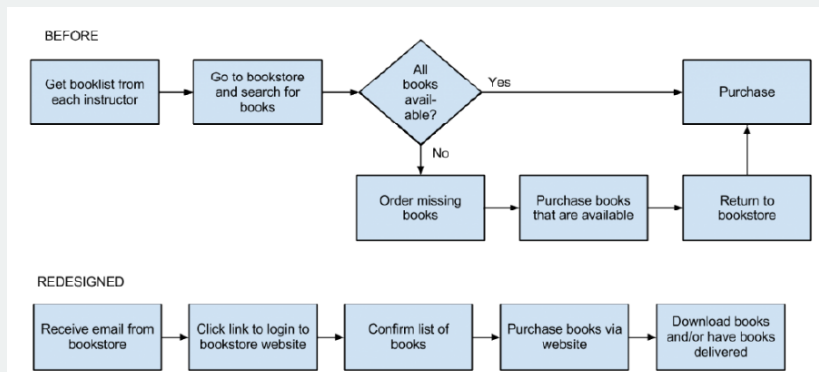 BEFORE
Get booklist from
each instructor
Go to bookstore
and search for
books
All
books
avail-
able?
Yes
Purchase
No
Order missing
books
Purchase books
that are available
Return to
bookstore
REDESIGNED
Receive email from
bookstore
Click link to login to
bookstore website
Confirm list of
books
Purchase books via
website
Download books
and/or have books
delivered